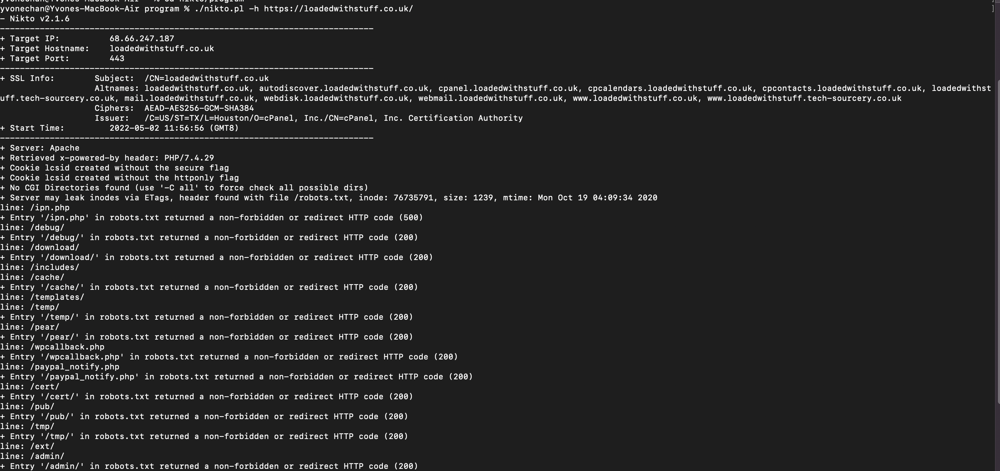 yvonechan@Yvones-MacBook-Air ~ % cd nikto/program
yvonechan@Yvones-MacBook-Air program % ./nikto.pl -h https://loadedwithstuff.co.uk/
- Nikto v2.1.6
---------------------------------------------------------------------------
+ Target IP:          68.66.247.187
+ Target Hostname:    loadedwithstuff.co.uk
+ Target Port:        443
---------------------------------------------------------------------------
+ SSL Info:        Subject:  /CN=loadedwithstuff.co.uk
                   Altnames: loadedwithstuff.co.uk, autodiscover.loadedwithstuff.co.uk, cpanel.loadedwithstuff.co.uk, cpcalendars.loadedwithstuff.co.uk, cpcontacts.loadedwithstuff.co.uk, loadedwithst
uff.tech-sourcery.co.uk, mail.loadedwithstuff.co.uk, webdisk.loadedwithstuff.co.uk, webmail.loadedwithstuff.co.uk, www.loadedwithstuff.co.uk, www.loadedwithstuff.tech-sourcery.co.uk
                   Ciphers:  AEAD-AES256-GCM-SHA384
                   Issuer:   /C=US/ST=TX/L=Houston/O=cPanel, Inc./CN=cPanel, Inc. Certification Authority
+ Start Time:         2022-05-02 11:56:56 (GMT8)
---------------------------------------------------------------------------
+ Server: Apache
+ Retrieved x-powered-by header: PHP/7.4.29
+ Cookie lcsid created without the secure flag
+ Cookie lcsid created without the httponly flag
+ No CGI Directories found (use '-C all' to force check all possible dirs)
+ Server may leak inodes via ETags, header found with file /robots.txt, inode: 76735791, size: 1239, mtime: Mon Oct 19 04:09:34 2020
line: /ipn.php
+ Entry '/ipn.php' in robots.txt returned a non-forbidden or redirect HTTP code (500)
line: /debug/
+ Entry '/debug/' in robots.txt returned a non-forbidden or redirect HTTP code (200)
line: /download/
+ Entry '/download/' in robots.txt returned a non-forbidden or redirect HTTP code (200)
line: /includes/
line: /cache/
+ Entry '/cache/' in robots.txt returned a non-forbidden or redirect HTTP code (200)
line: /templates/
line: /temp/
+ Entry '/temp/' in robots.txt returned a non-forbidden or redirect HTTP code (200)
line: /pear/
+ Entry '/pear/' in robots.txt returned a non-forbidden or redirect HTTP code (200)
line: /wpcallback.php
+ Entry '/wpcallback.php' in robots.txt returned a non-forbidden or redirect HTTP code (200)
line: /paypal_notify.php
+ Entry '/paypal_notify.php' in robots.txt returned a non-forbidden or redirect HTTP code (200)
line: /cert/
+ Entry '/cert/' in robots.txt returned a non-forbidden or redirect HTTP code (200)
line: /pub/
+ Entry '/pub/' in robots.txt returned a non-forbidden or redirect HTTP code (200)
line: /tmp/
+ Entry '/tmp/' in robots.txt returned a non-forbidden or redirect HTTP code (200)
line: /ext/
line: /admin/
+ Entry '/admin/' in robots.txt returned a non-forbidden or redirect HTTP code (200)